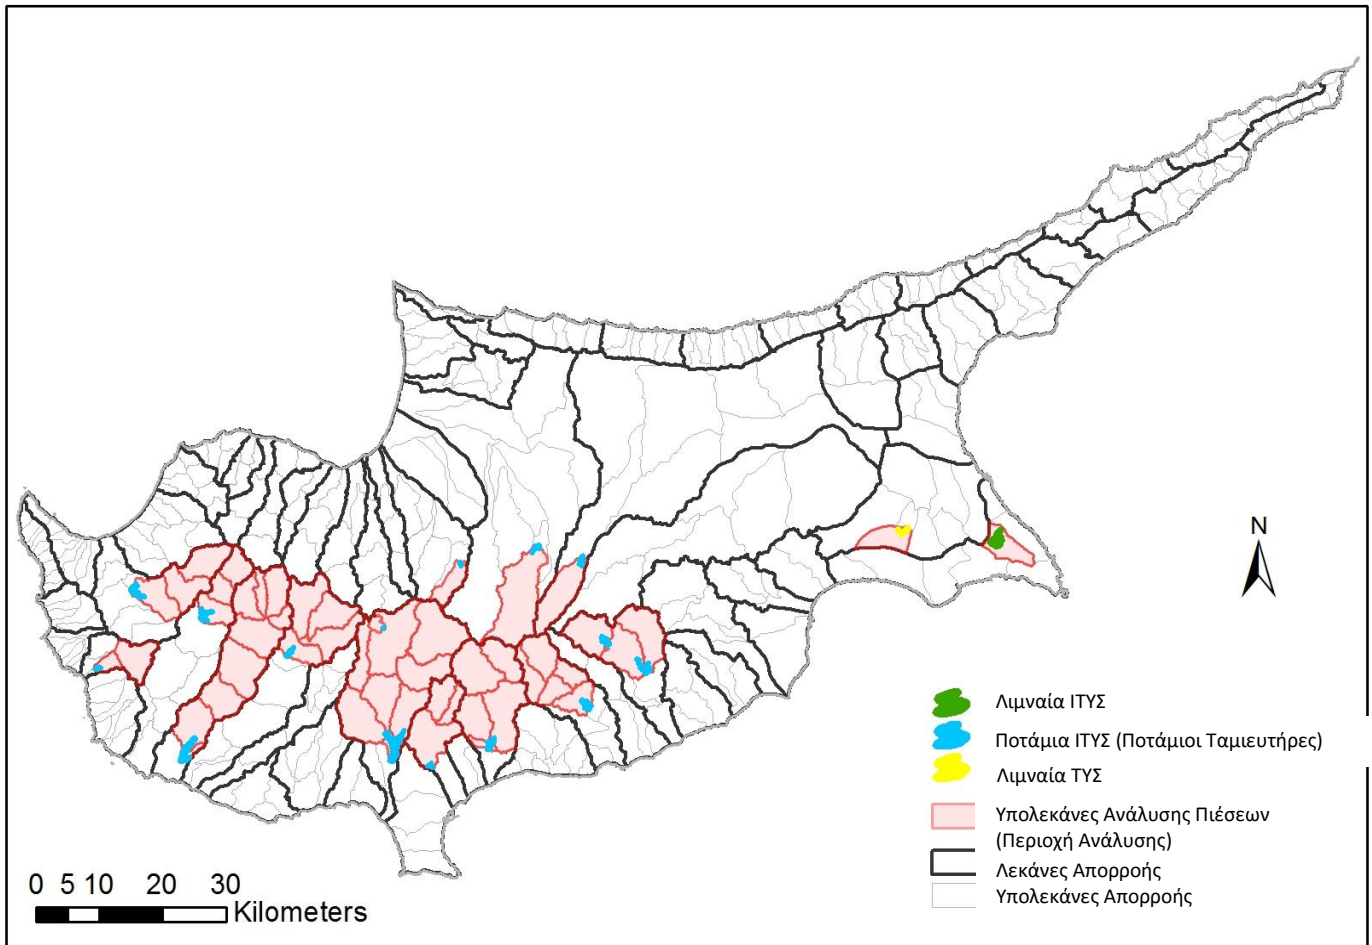 N
Λιμναία ΙΤΥΣ
Ποτάμια ΙΤΥΣ (Ποτάμιοι Ταμιευτήρες)
Λιμναία ΤΥΣ
Υπολεκάνες Ανάλυσης Πιέσεων
(Περιοχή Ανάλυσης)
Λεκάνες Απορροής
Υπολεκάνες Απορροής
0 5 10 20 30
Kilometers